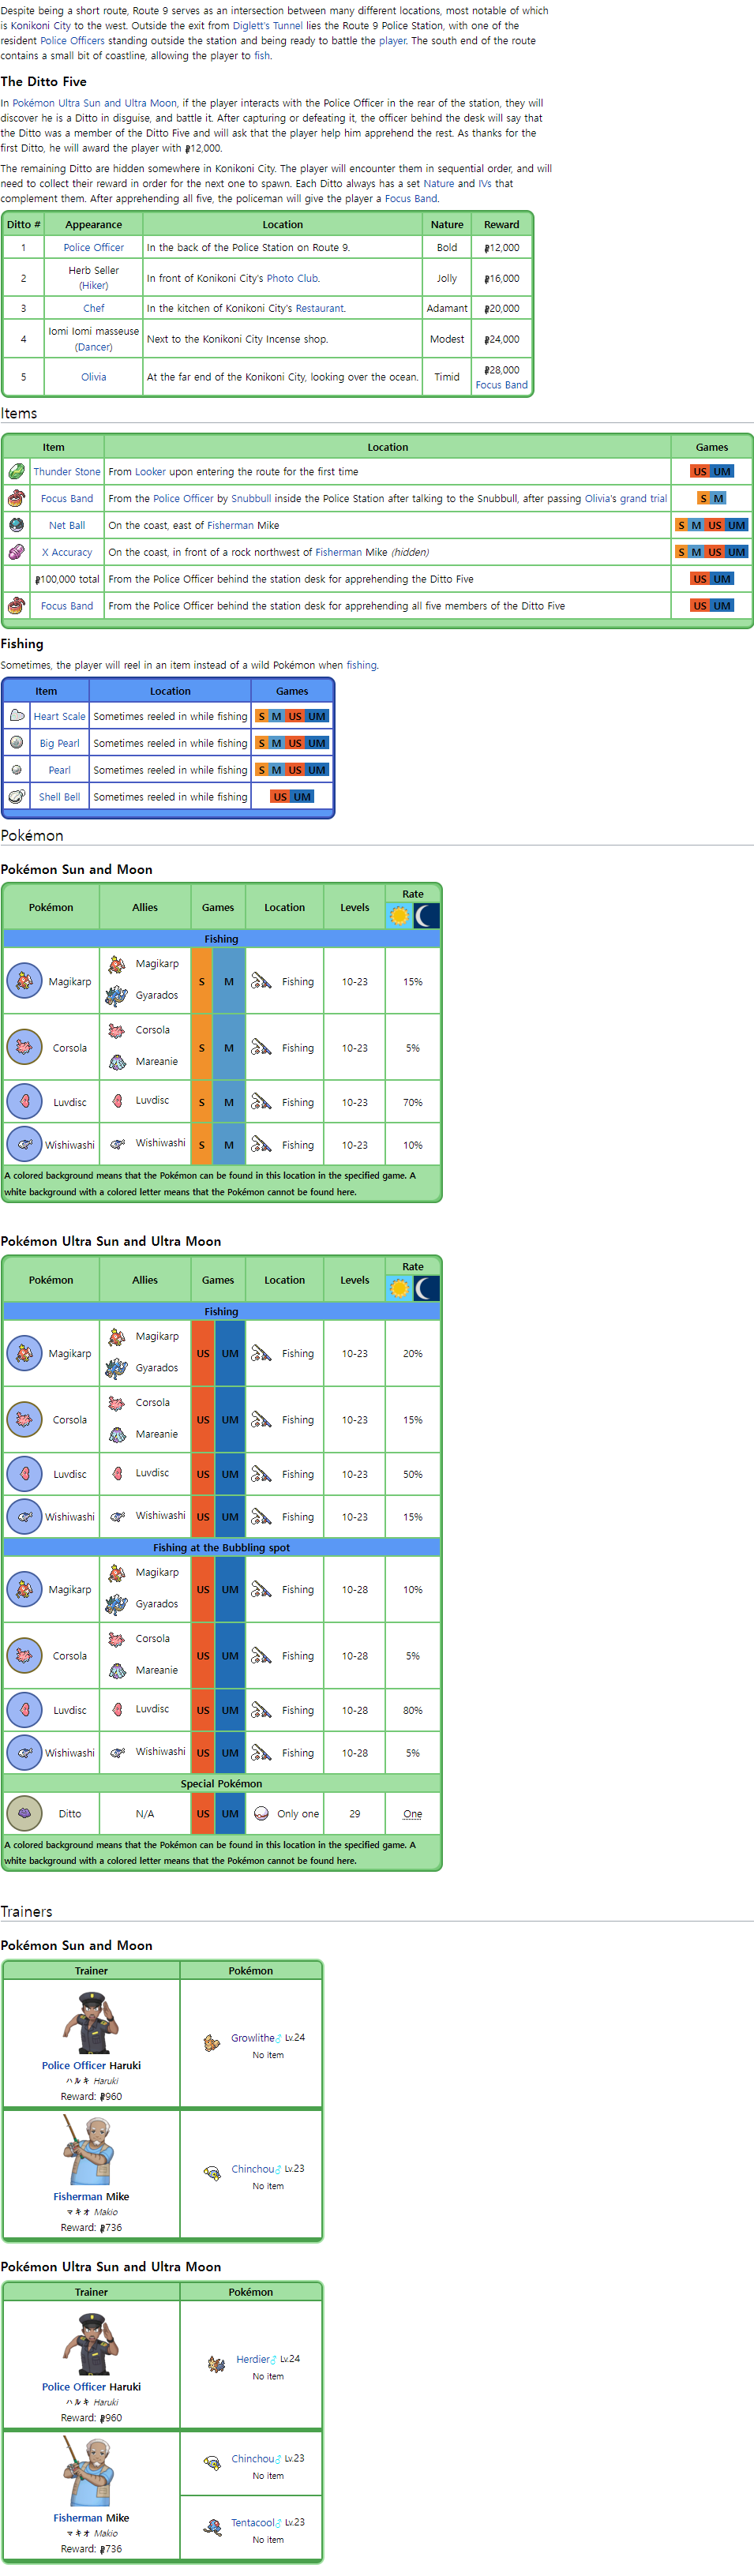 Despite being a short route, Route 9 serves as an intersection between many different locations, most notable of which
is Konikoni City to the west. Outside the exit from Diglett's Tunnel lies the Route 9 Police Station, with one of the
resident Police Officers standing outside the station and being ready to battle the player. The south end of the route
contains a small bit of coastline, allowing the player to fish.
The Ditto Five
In Pokémon Ultra Sun and Ultra Moon, if the player interacts with the Police Officer in the rear of the station, they will
discover he is a Ditto in disguise, and battle it. After capturing or defeating it, the officer behind the desk will say that
the Ditto was a member of the Ditto Five and will ask that the player help him apprehend the rest. As thanks for the
first Ditto, he will award the player with 12,000.
The remaining Ditto are hidden somewhere in Konikoni City. The player will encounter them in sequential order, and will
need to collect their reward in order for the next one to spawn. Each Ditto always has a set Nature and IVs that
complement them. After apprehending all five, the policeman will give the player a Focus Band.
Ditto # Appearance Location Nature Reward
1 Police Officer In the back of the Police Station on Route 9. Bold 12,000
2 Herb Seller (Hiker) In front of Konikoni City's Photo Club. Jolly 16,000
3 Chef In the kitchen of Konikoni City's Restaurant. Adamant 20,000
4 lomi lomi masseuse (Dancer) Next to the Konikoni City Incense shop. Modest 24,000
5 Olivia At the far end of the Konikoni City, looking over the ocean. Timid 28,000 Focus Band
Items
Item Location Games
Thunder Stone From Looker upon entering the route for the first time US UM
Focus Band From the Police Officer by Snubbull inside the Police Station after talking to the Snubbull, after passing Olivia's grand trial S M
Net Ball On the coast, east of Fisherman Mike S M US UM
X Accuracy On the coast, in front of a rock northwest of Fisherman Mike (hidden) S M US UM
100,000 total From the Police Officer behind the station desk for apprehending the Ditto Five US UM
Focus Band From the Police Officer behind the station desk for apprehending all five members of the Ditto Five US UM
Fishing
Sometimes, the player will reel in an item instead of a wild Pokémon when fishing.
Item Location Games
Heart Scale Sometimes reeled in while fishing S M US UM
Big Pearl Sometimes reeled in while fishing S M US UM
Pearl Sometimes reeled in while fishing S M US UM
Shell Bell Sometimes reeled in while fishing US UM
Pokémon
Pokémon Sun and Moon
Pokémon Allies Games Location Levels Rate
Fishing
Magikarp Magikarp Gyarados S M Fishing 10-23 15%
Corsola Corsola Mareanie S M Fishing 10-23 5%
Luvdisc Luvdisc S M Fishing 10-23 70%
Wishiwashi Wishiwashi S M Fishing 10-23 10%
A colored background means that the Pokémon can be found in this location in the specified game. A
white background with a colored letter means that the Pokémon cannot be found here.
Pokémon Ultra Sun and Ultra Moon
Pokémon Allies Games Location Levels Rate
Fishing
Magikarp Magikarp Gyarados US UM Fishing 10-23 20%
Corsola Corsola Mareanie US UM Fishing 10-23 15%
Luvdisc Luvdisc US UM Fishing 10-23 50%
Wishiwashi Wishiwashi US UM Fishing 10-23 15%
Fishing at the Bubbling spot
Magikarp Magikarp Gyarados US UM Fishing 10-28 10%
Corsola Corsola Mareanie US UM Fishing 10-28 5%
Luvdisc Luvdisc US UM Fishing 10-28 80%
Wishiwashi Wishiwashi US UM Fishing 10-28 5%
Special Pokémon
Ditto N/A US UM Only one 29 One
A colored background means that the Pokémon can be found in this location in the specified game. A
white background with a colored letter means that the Pokémon cannot be found here.
Trainers
Pokémon Sun and Moon
Trainer Pokémon
Police Officer Haruki
ハルキ Haruki
Reward: 960
Growlithe♂ Lv.24
No item
Fisherman Mike
マキオ Makio
Reward: 736
Chinchou♂ Lv.23
No item
Pokémon Ultra Sun and Ultra Moon
Trainer Pokémon
Police Officer Haruki
ハルキ Haruki
Reward: 960
Herdier♂ Lv.24
No item
Fisherman Mike
マキオ Makio
Reward: 736
Chinchou♂ Lv.23
No item
Tentacool♂ Lv.23
No item